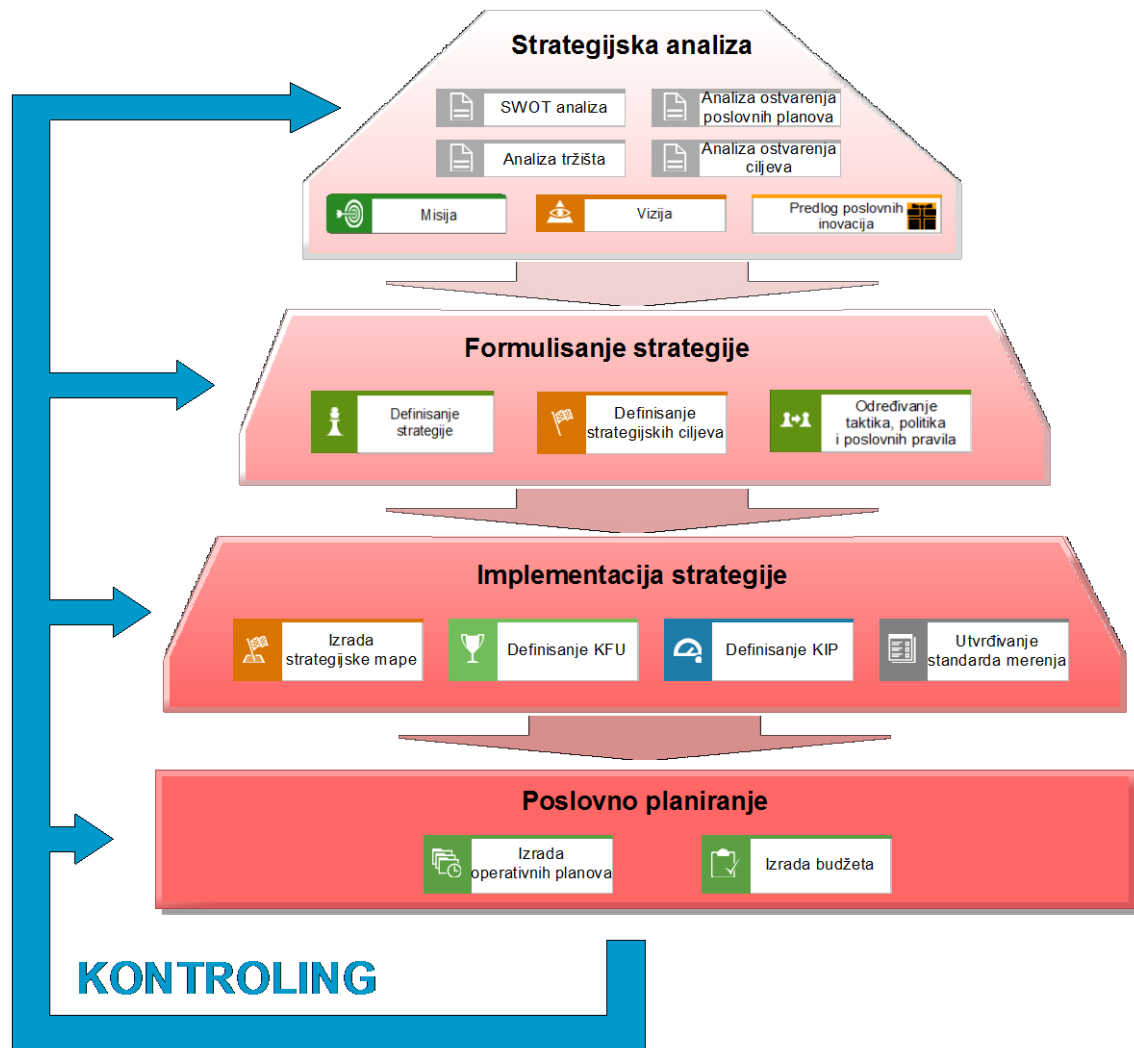 Strategijska analiza
SWOT analiza
Analiza ostvarenja
poslovnih planova
Analiza tržišta
Analiza ostvarenja
ciljeva
Misija
Vizija
Predlog poslovnih
inovacija
Formulisanje strategije
Definisanje
strategije
Definisanje
strategijskih ciljeva
Određivanje
taktika, politika
i poslovnih pravila
Implementacija strategije
Izrada
strategijske mape
Definisanje KFU
Definisanje KIP
Utvrđivanje
standarda merenja
Poslovno planiranje
Izrada
operativnih planova
Izrada budžeta
KONTROLING